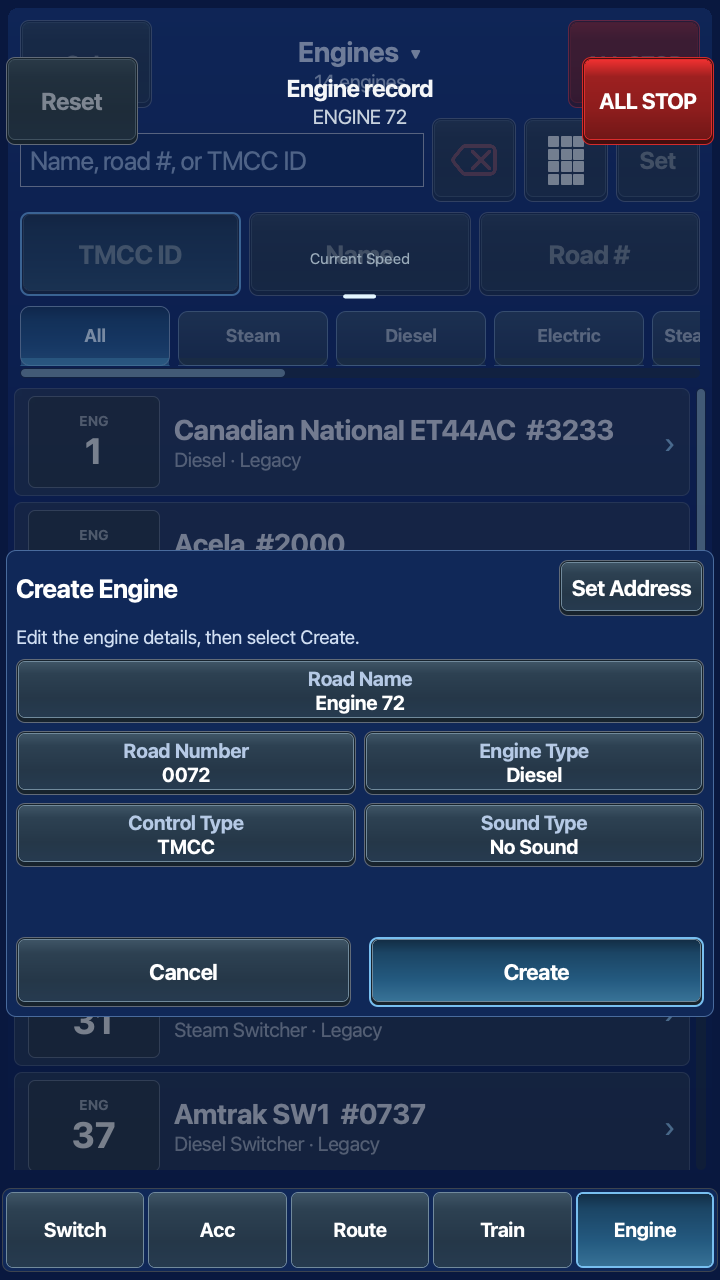 Engines ▼
14 engines
Engine record
ENGINE 72
Reset
ALL STOP
Name, road #, or TMCC ID
Set
TMCC ID
Name
Road #
Current Speed
All
Steam
Diesel
Electric
Stea
ENG
1
Canadian National ET44AC #3233
Diesel · Legacy
›
ENG
Acela #2000
Create Engine
Set Address
Edit the engine details, then select Create.
Road Name
Engine 72
Road Number
0072
Engine Type
Diesel
Control Type
TMCC
Sound Type
No Sound
Cancel
Create
31
Steam Switcher · Legacy
ENG
37
Amtrak SW1 #0737
Diesel Switcher · Legacy
›
Switch
Acc
Route
Train
Engine